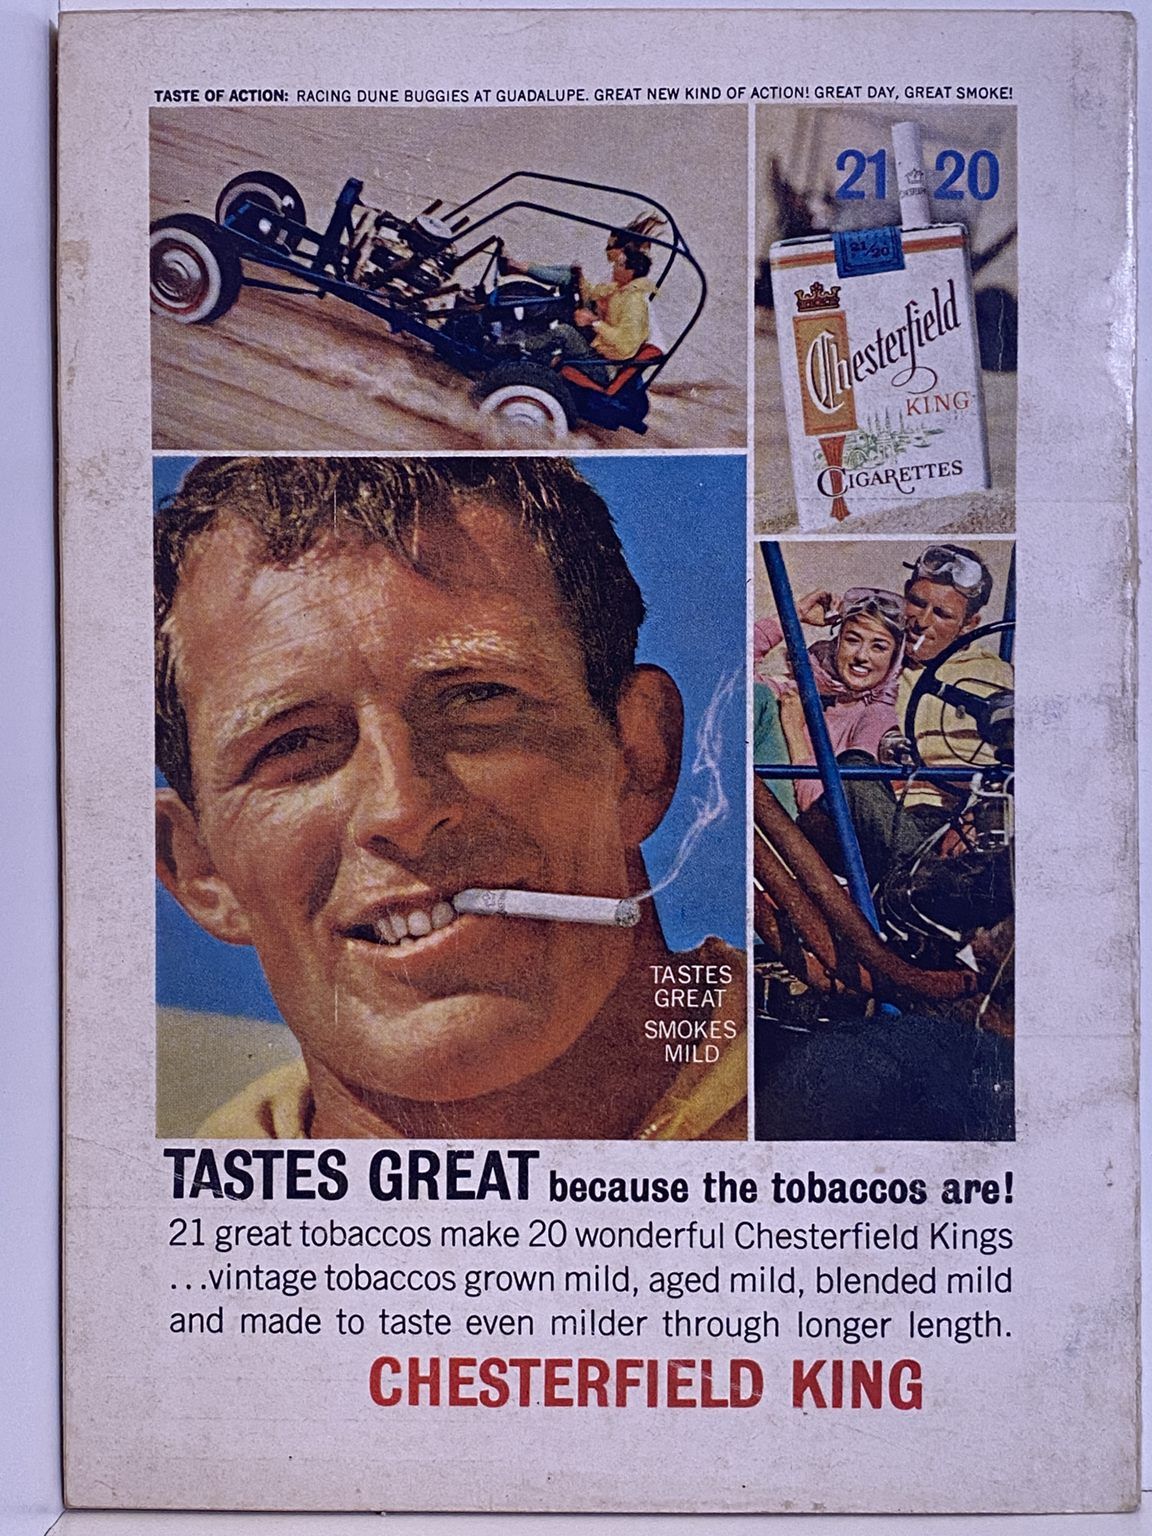 TASTE OF ACTION: RACING DUNE BUGGIES AT GUADALUPE. GREAT NEW KIND OF ACTION! GREAT DAY, GREAT SMOKE!
21 20
21/20
Chesterfield
KING
CIGARETTES
TASTES
GREAT
SMOKES
MILD
TASTES GREAT because the tobaccos are!
21 great tobaccos make 20 wonderful Chesterfield Kings
...vintage tobaccos grown mild, aged mild, blended mild
and made to taste even milder through longer length.
CHESTERFIELD KING